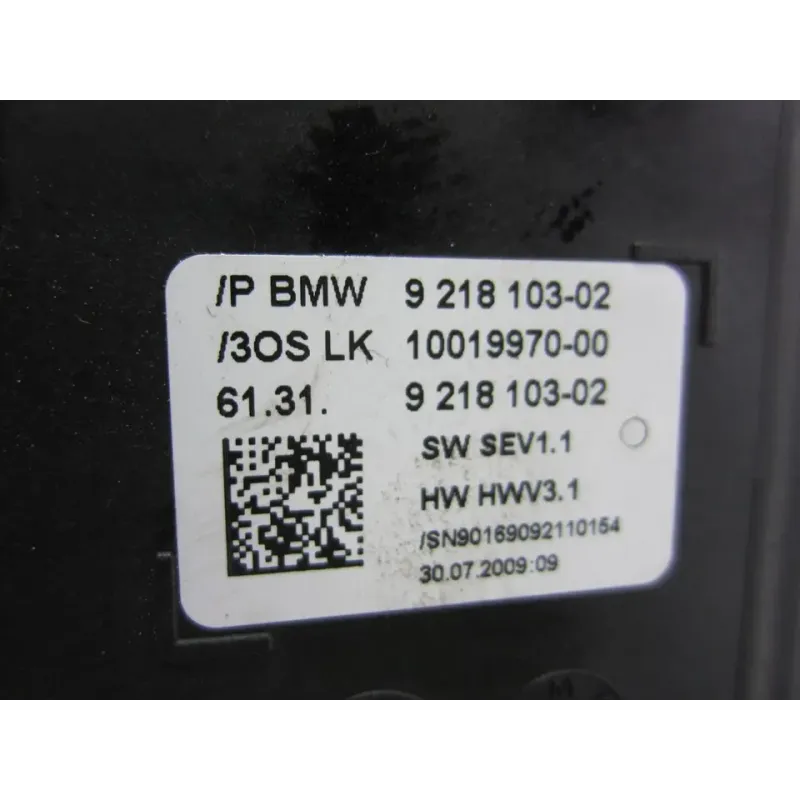 /P BMW 9 218 103-02
/3OS LK 10019970-00
61.31. 9 218 103-02
SW SEV1.1
HW HWV3.1
/SN90169092110154
30.07.2009:09